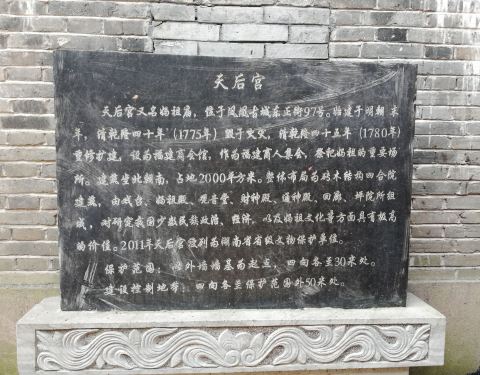 天后宫
天后宫又名妈祖庙，位于凤凰古城东正街97号。始建于明朝末
年，清乾隆四十年（1775年）毁于火灾，清乾隆四十五年（1780年）
重修扩建，设为福建商会馆，作为福建商人集会，祭祀妈祖的重要场
所。建筑坐北朝南，占地2000平方米。整体布局为砖木结构四合院
建筑，由戏台、妈祖殿、观音堂、财神殿、通神殿、回廊、坪院所组
成，对研究我国少数民族政治、经济，以及妈祖文化等方面具有极高
的价值。2011年天后宫被列为湖南省省级文物保护单位。
保护范围：以外墙墙基为起点，四向各至30米处。
建设控制地带：四向各至保护范围外50米处。